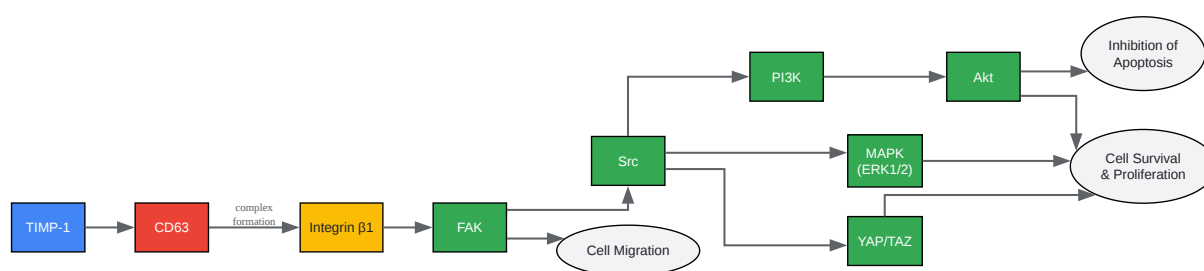 TIMP-1
CD63
complex
formation
Integrin β1
FAK
Cell Migration
Src
PI3K
Akt
Inhibition of
Apoptosis
MAPK
(ERK1/2)
Cell Survival
& Proliferation
YAP/TAZ